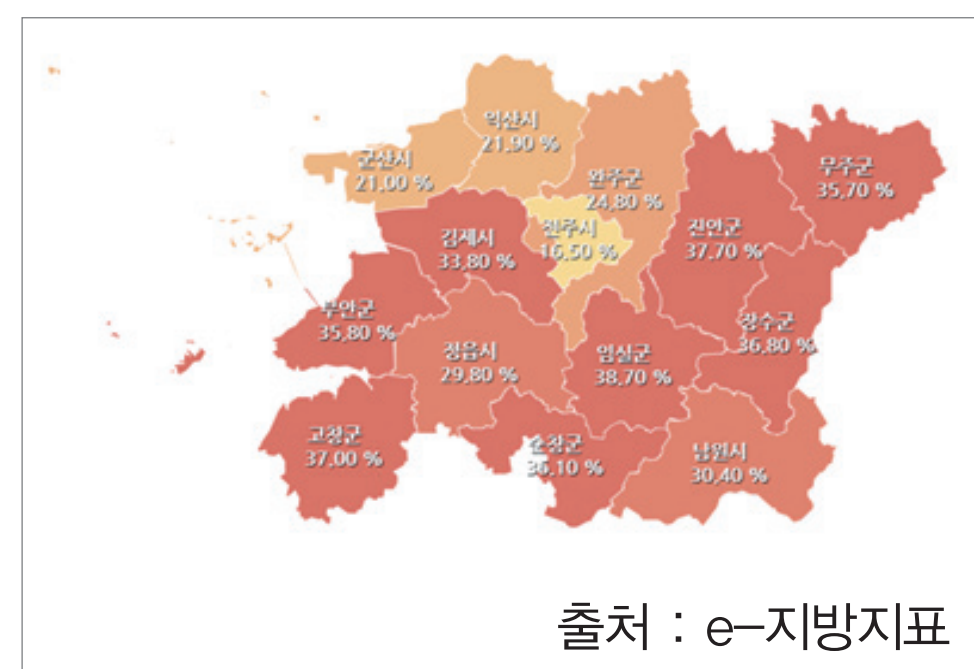 익산시
21.90 %
군산시
21.00 %
완주군
24.80 %
무주군
35.70 %
전주시
16.50 %
김제시
33.80 %
진안군
37.70 %
부안군
35.80 %
장수군
36.80 %
정읍시
29.80 %
임실군
38.70 %
고창군
37.00 %
순창군
36.10 %
남원시
30.40 %
출처 : e-지방지표